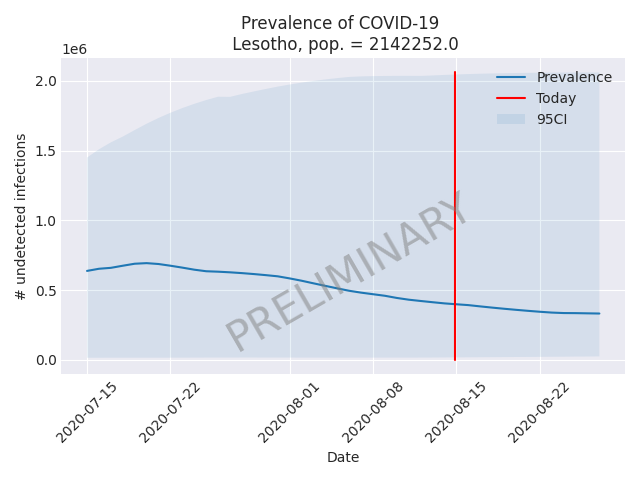 Prevalence of COVID-19
Lesotho, pop. = 2142252.0
1e6
2.0
1.5
1.0
0.5
0.0
# undetected infections
Prevalence
Today
95CI
PRELIMINARY
2020-07-15
2020-07-22
2020-08-01
2020-08-08
2020-08-15
2020-08-22
Date